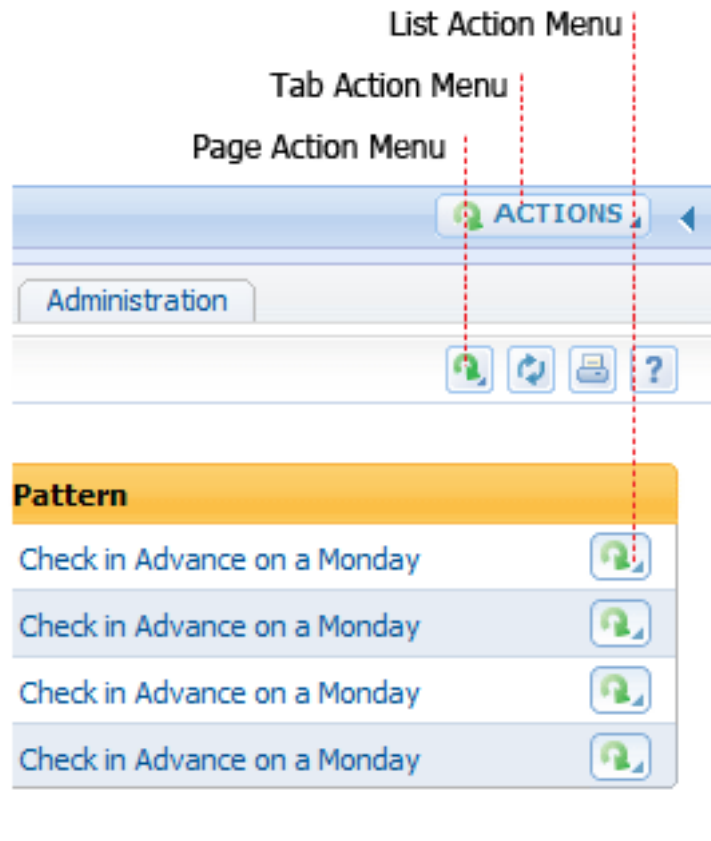 List Action Menu
Tab Action Menu
Page Action Menu
ACTIONS
Administration
?
Pattern
Check in Advance on a Monday
Check in Advance on a Monday
Check in Advance on a Monday
Check in Advance on a Monday